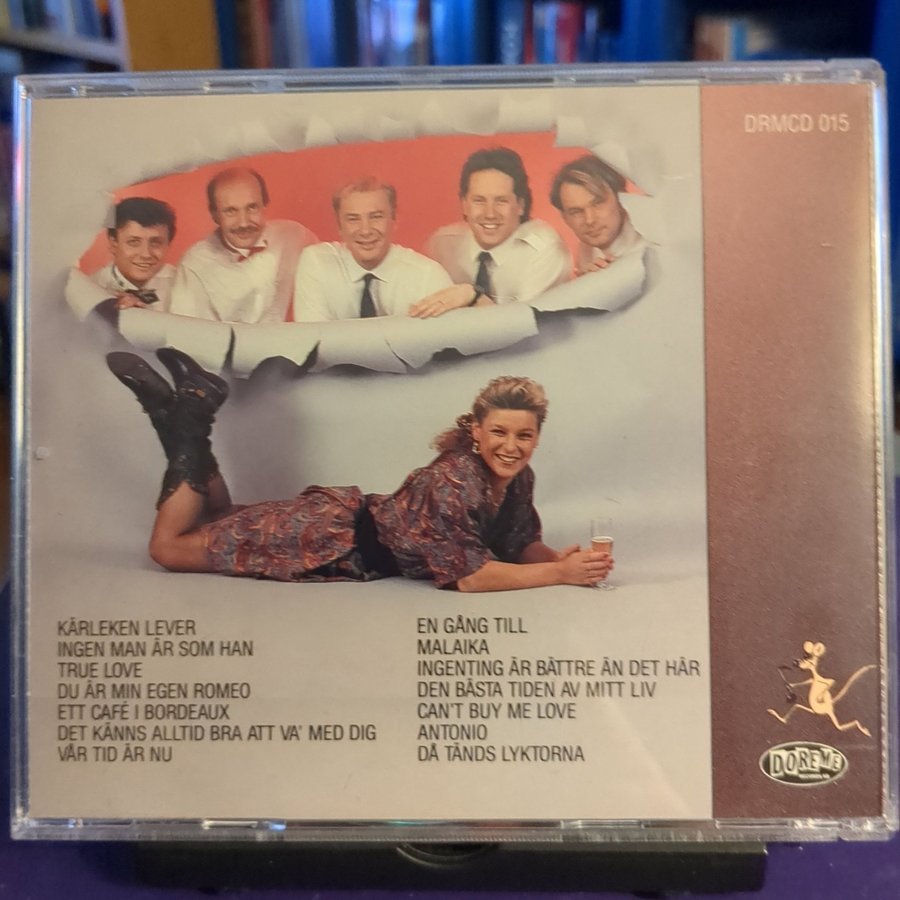 DRMCD 015
KÄRLEKEN LEVER
INGEN MAN ÄR SOM HAN
TRUE LOVE
DU ÄR MIN EGEN ROMEO
ETT CAFÉ I BORDEAUX
DET KÄNNS ALLTID BRA ATT VA' MED DIG
VÅR TID ÄR NU
EN GÅNG TILL
MALAIKA
INGENTING ÄR BÄTTRE ÄN DET HÄR
DEN BÄSTA TIDEN AV MITT LIV
CAN'T BUY ME LOVE
ANTONIO
DÅ TÄNDS LYKTORNA
DOREME